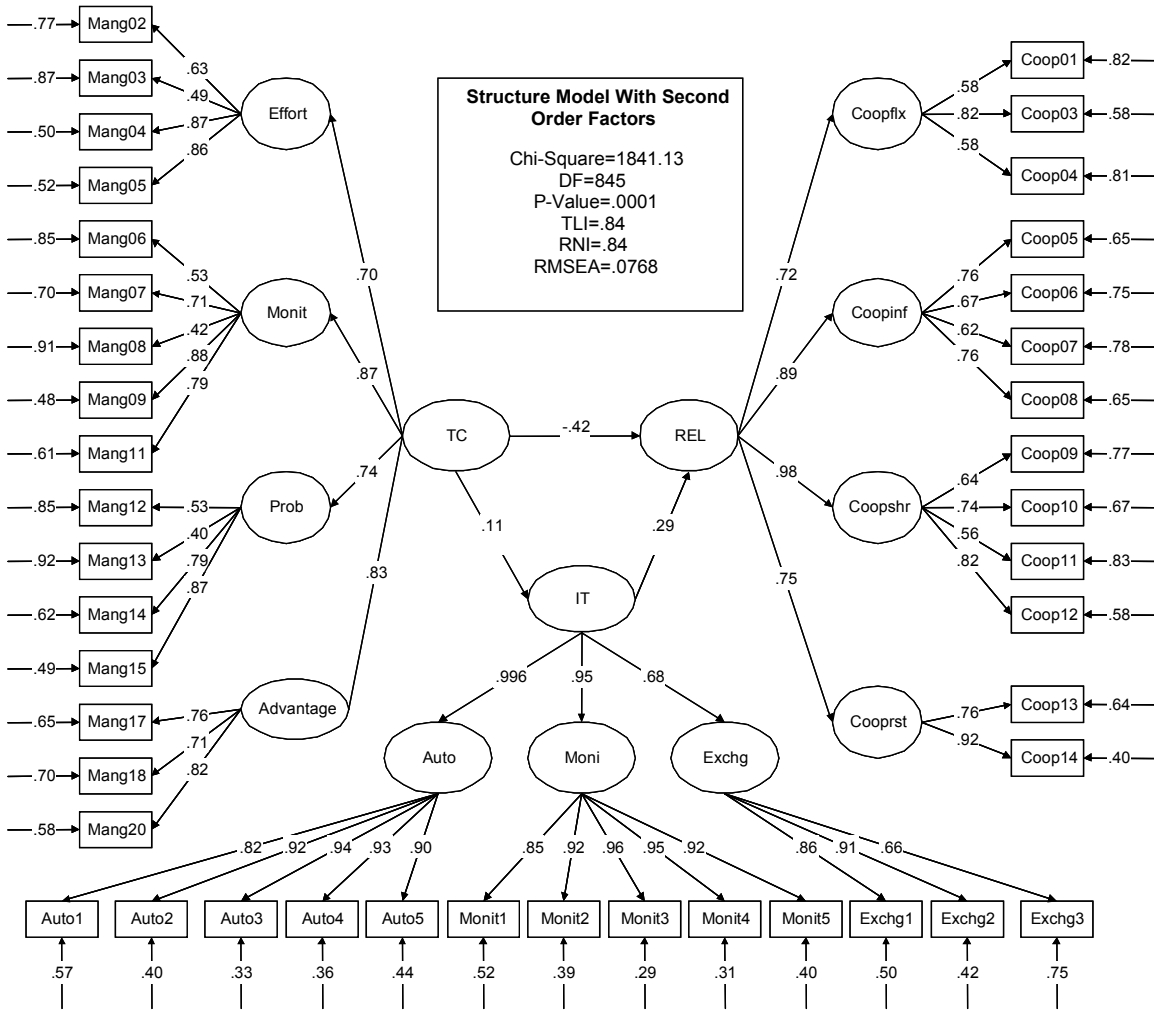 .77 Mang02
.63
.87 Mang03
.49
.50 Mang04
.87
.52 Mang05
.86
Effort
.85 Mang06
.53
.70 Mang07
.71
.91 Mang08
.42
.48 Mang09
.88
.61 Mang11
.79
Monit
.85 Mang12
.53
.92 Mang13
.40
.62 Mang14
.79
.49 Mang15
.87
Prob
.65 Mang17
.76
.70 Mang18
.71
.58 Mang20
.82
Advantage
Structure Model With Second
Order Factors
Chi-Square=1841.13
DF=845
P-Value=.0001
TLI=.84
RNI=.84
RMSEA=.0768
.70
.87
.74
.83
TC
-.42
REL
.11
.29
IT
.72
.89
.98
.75
Coopflx
.58
Coop01 .82
.82
Coop03 .58
.58
Coop04 .81
Coopinf
.76
Coop05 .65
.67
Coop06 .75
.62
Coop07 .78
.76
Coop08 .65
Coopshr
.64
Coop09 .77
.74
Coop10 .67
.56
Coop11 .83
.82
Coop12 .58
Cooprst
.76
Coop13 .64
.92
Coop14 .40
.996
.95
.68
Auto
Moni
Exchg
.82 .92 .94 .93 .90
.85 .92 .96 .95 .92
.86 .91 .66
Auto1 Auto2 Auto3 Auto4 Auto5 Monit1 Monit2 Monit3 Monit4 Monit5 Exchg1 Exchg2 Exchg3
.57 .40 .33 .36 .44 .52 .39 .29 .31 .40 .50 .42 .75